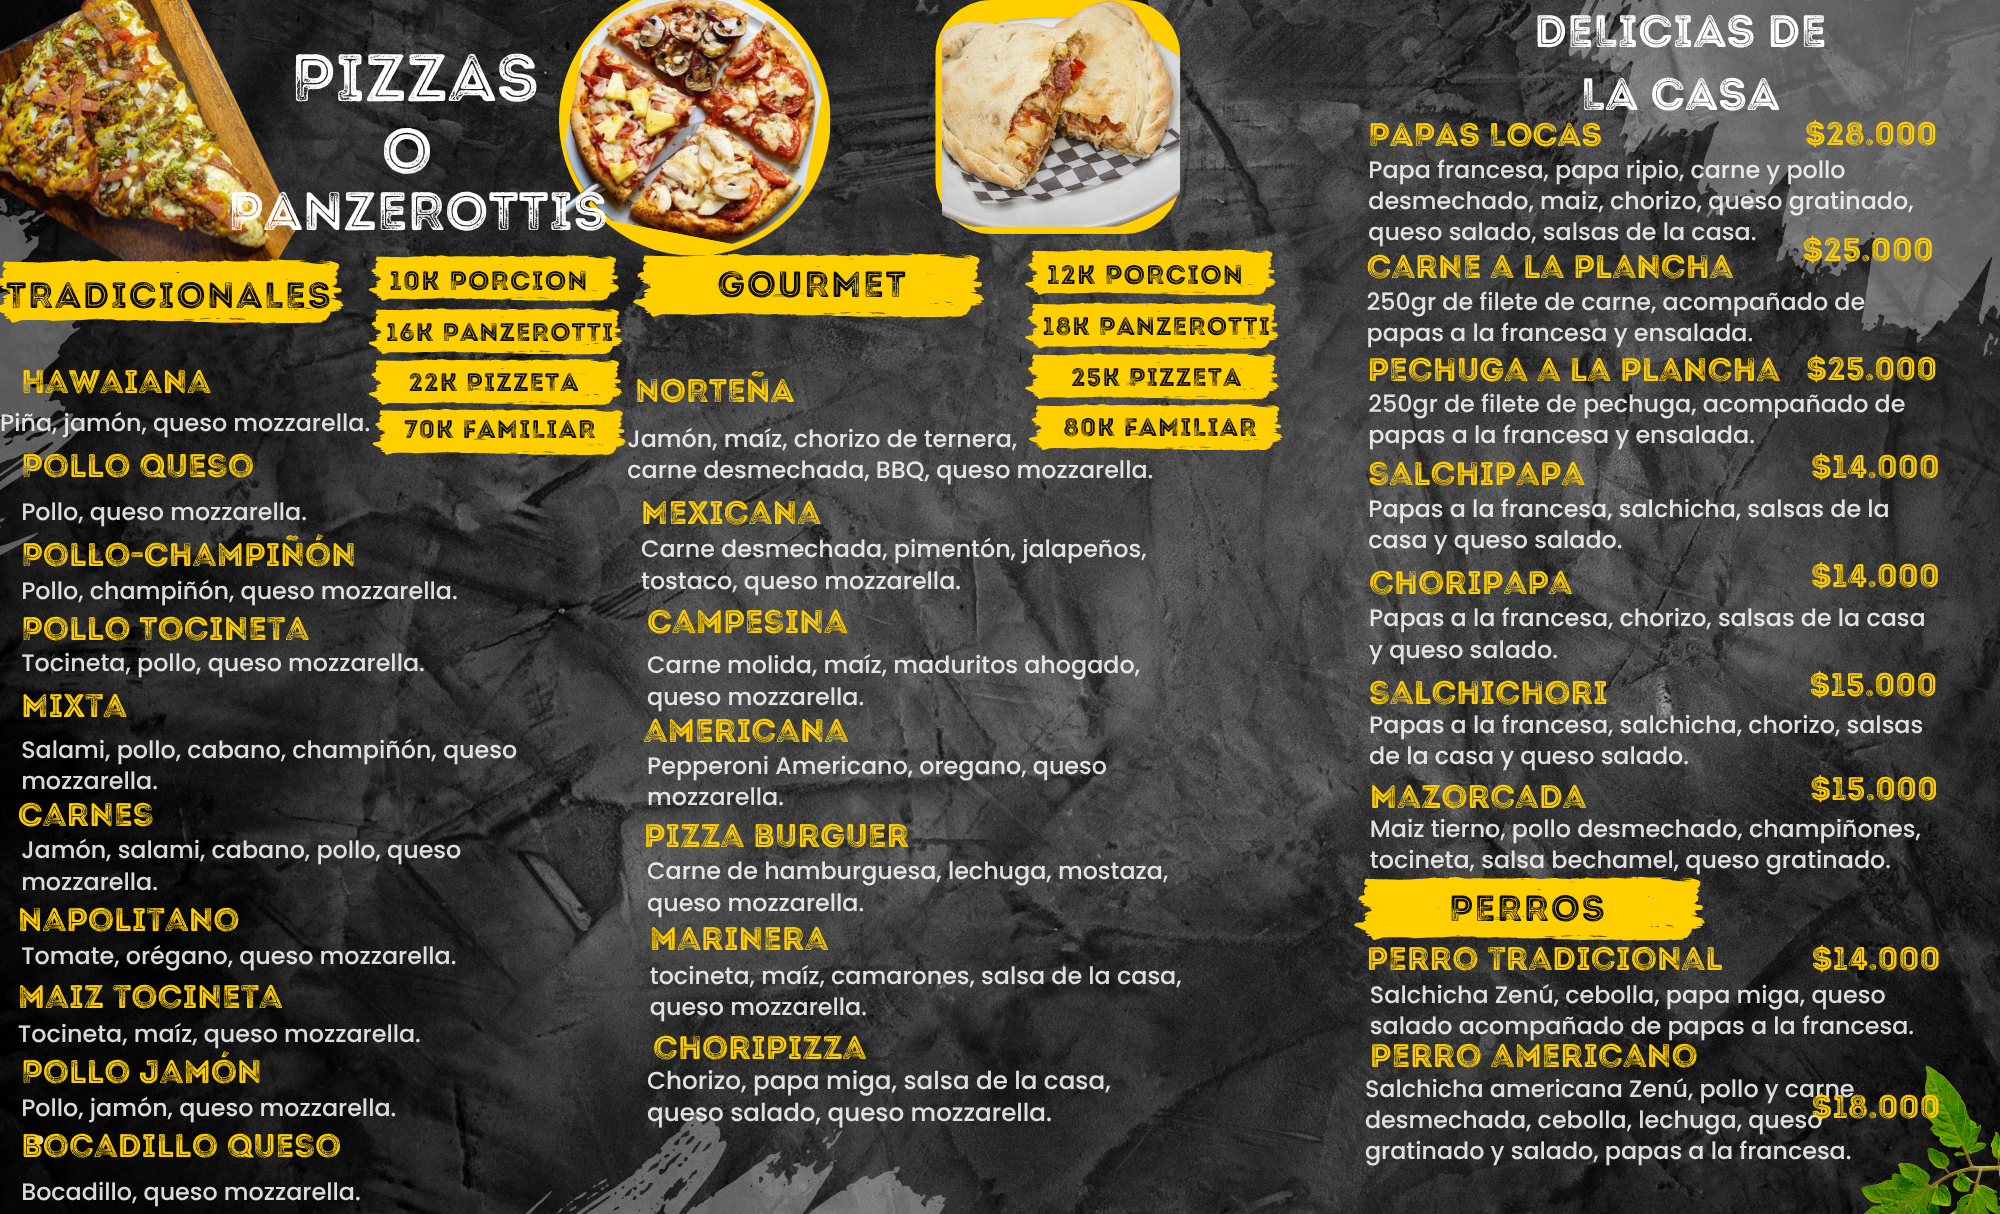 PIZZAS
O
PANZEROTTIS
TRADICIONALES
10K PORCION
16K PANZEROTTI
22K PIZZETA
70K FAMILIAR
HAWAIANA
Piña, jamón, queso mozzarella.
POLLO QUESO
Pollo, queso mozzarella.
POLLO-CHAMPIÑÓN
Pollo, champiñón, queso mozzarella.
POLLO TOCINETA
Tocineta, pollo, queso mozzarella.
MIXTA
Salami, pollo, cabano, champiñón, queso
mozzarella.
CARNES
Jamón, salami, cabano, pollo, queso
mozzarella.
NAPOLITANO
Tomate, orégano, queso mozzarella.
MAIZ TOCINETA
Tocineta, maíz, queso mozzarella.
POLLO JAMÓN
Pollo, jamón, queso mozzarella.
BOCADILLO QUESO
Bocadillo, queso mozzarella.
GOURMET
12K PORCION
18K PANZEROTTI
25K PIZZETA
80K FAMILIAR
NORTEÑA
Jamón, maíz, chorizo de ternera,
carne desmechada, BBQ, queso mozzarella.
MEXICANA
Carne desmechada, pimentón, jalapeños,
tostaco, queso mozzarella.
CAMPESINA
Carne molida, maíz, maduritos ahogado,
queso mozzarella.
AMERICANA
Pepperoni Americano, oregano, queso
mozzarella.
PIZZA BURGUER
Carne de hamburguesa, lechuga, mostaza,
queso mozzarella.
MARINERA
tocineta, maíz, camarones, salsa de la casa,
queso mozzarella.
CHORIPIZZA
Chorizo, papa miga, salsa de la casa,
queso salado, queso mozzarella.
DELICIAS DE
LA CASA
PAPAS LOCAS $28.000
Papa francesa, papa ripio, carne y pollo
desmechado, maiz, chorizo, queso gratinado,
queso salado, salsas de la casa.
CARNE A LA PLANCHA $25.000
250gr de filete de carne, acompañado de
papas a la francesa y ensalada.
PECHUGA A LA PLANCHA $25.000
250gr de filete de pechuga, acompañado de
papas a la francesa y ensalada.
SALCHIPAPA $14.000
Papas a la francesa, salchicha, salsas de la
casa y queso salado.
CHORIPAPA $14.000
Papas a la francesa, chorizo, salsas de la casa
y queso salado.
SALCHICHORI $15.000
Papas a la francesa, salchicha, chorizo, salsas
de la casa y queso salado.
MAZORCADA $15.000
Maiz tierno, pollo desmechado, champiñones,
tocineta, salsa bechamel, queso gratinado.
PERROS
PERRO TRADICIONAL $14.000
Salchicha Zenú, cebolla, papa miga, queso
salado acompañado de papas a la francesa.
PERRO AMERICANO
Salchicha americana Zenú, pollo y carne
desmechada, cebolla, lechuga, queso $18.000
gratinado y salado, papas a la francesa.